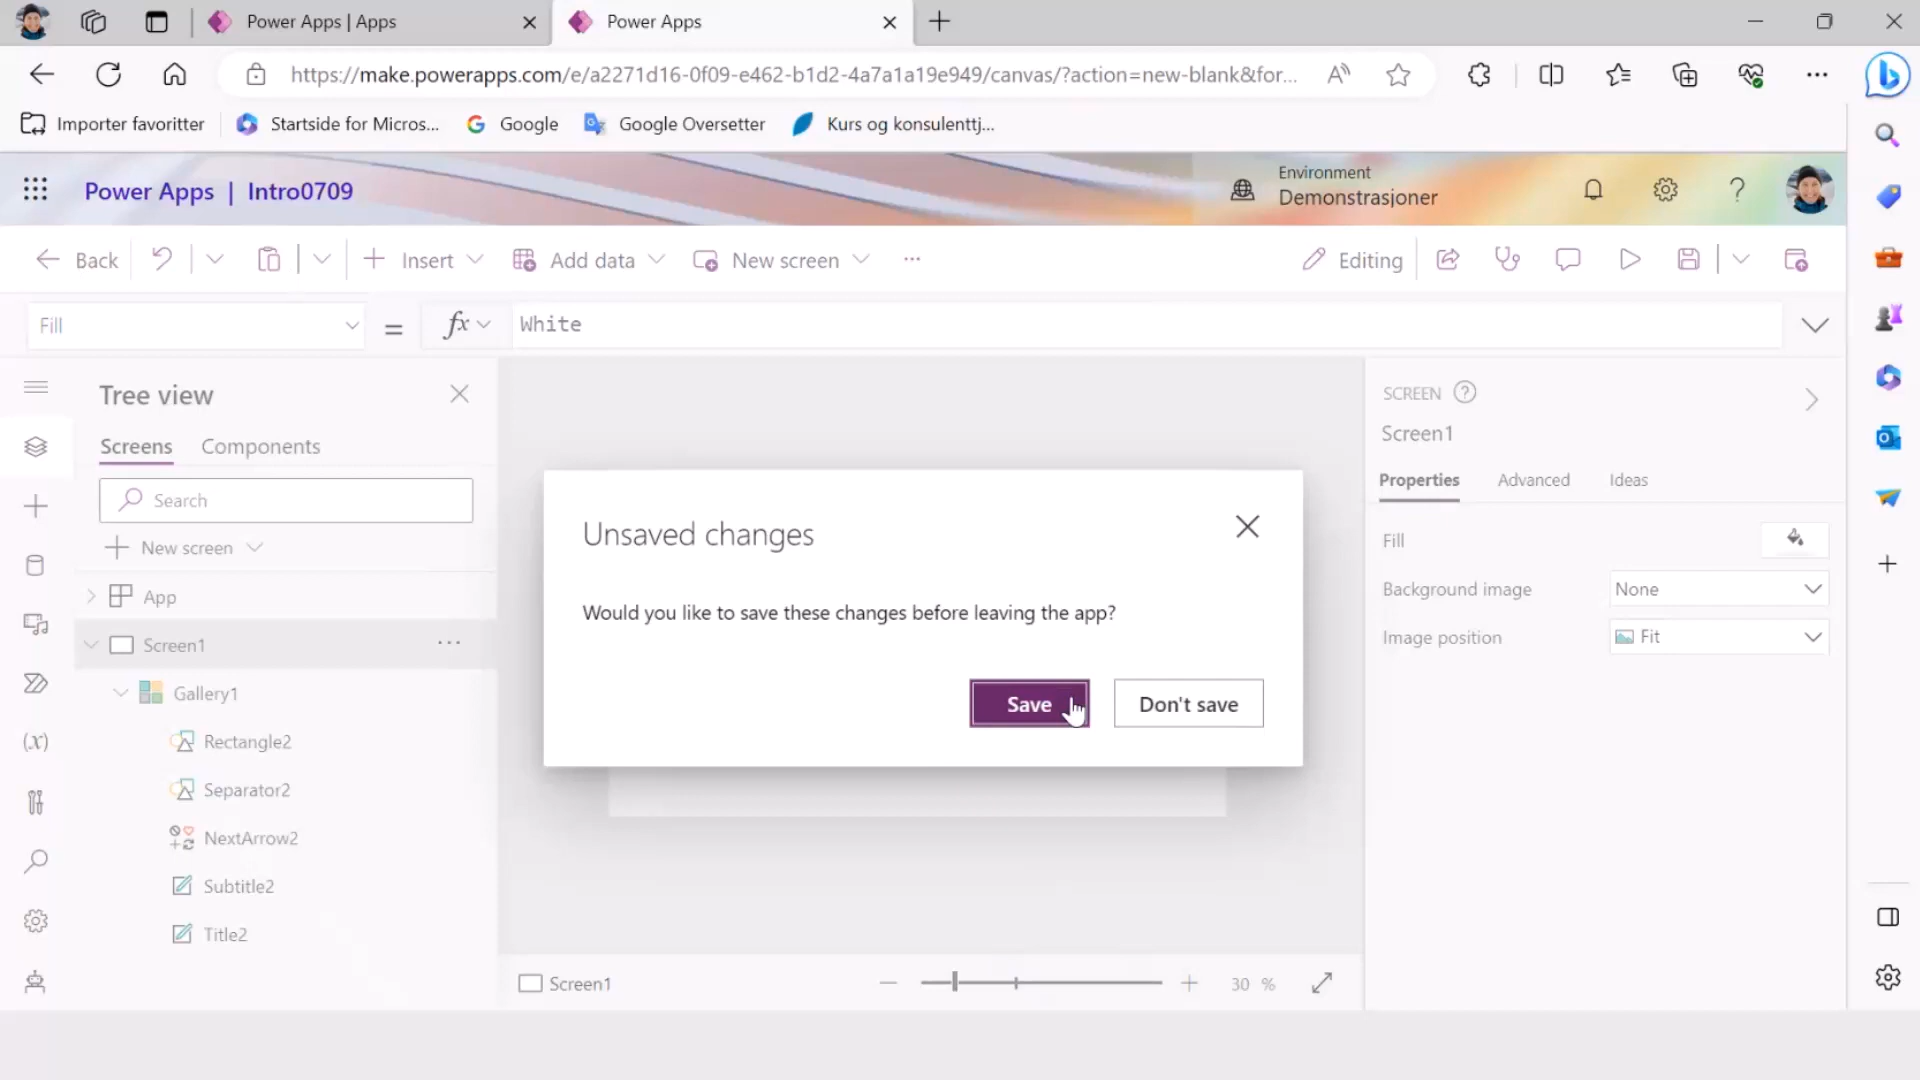 Power Apps | Apps
Power Apps
https://make.powerapps.com/e/a2271d16-0f09-e462-b1d2-4a7a1a19e949/canvas/?action=new-blank&for...
Importer favoritter
Startside for Micros...
Google
Google Oversetter
Kurs og konsulenttj...
Power Apps | Intro0709
Environment
Demonstrasjoner
Back
Insert
Add data
New screen
Editing
Fill
=
fx
White
Tree view
Screens
Components
Search
New screen
App
Screen1
Gallery1
Rectangle2
Separator2
NextArrow2
Subtitle2
Title2
Unsaved changes
Would you like to save these changes before leaving the app?
Save
Don't save
SCREEN
Screen1
Properties
Advanced
Ideas
Fill
Background image
None
Image position
Fit
Screen1
30 %